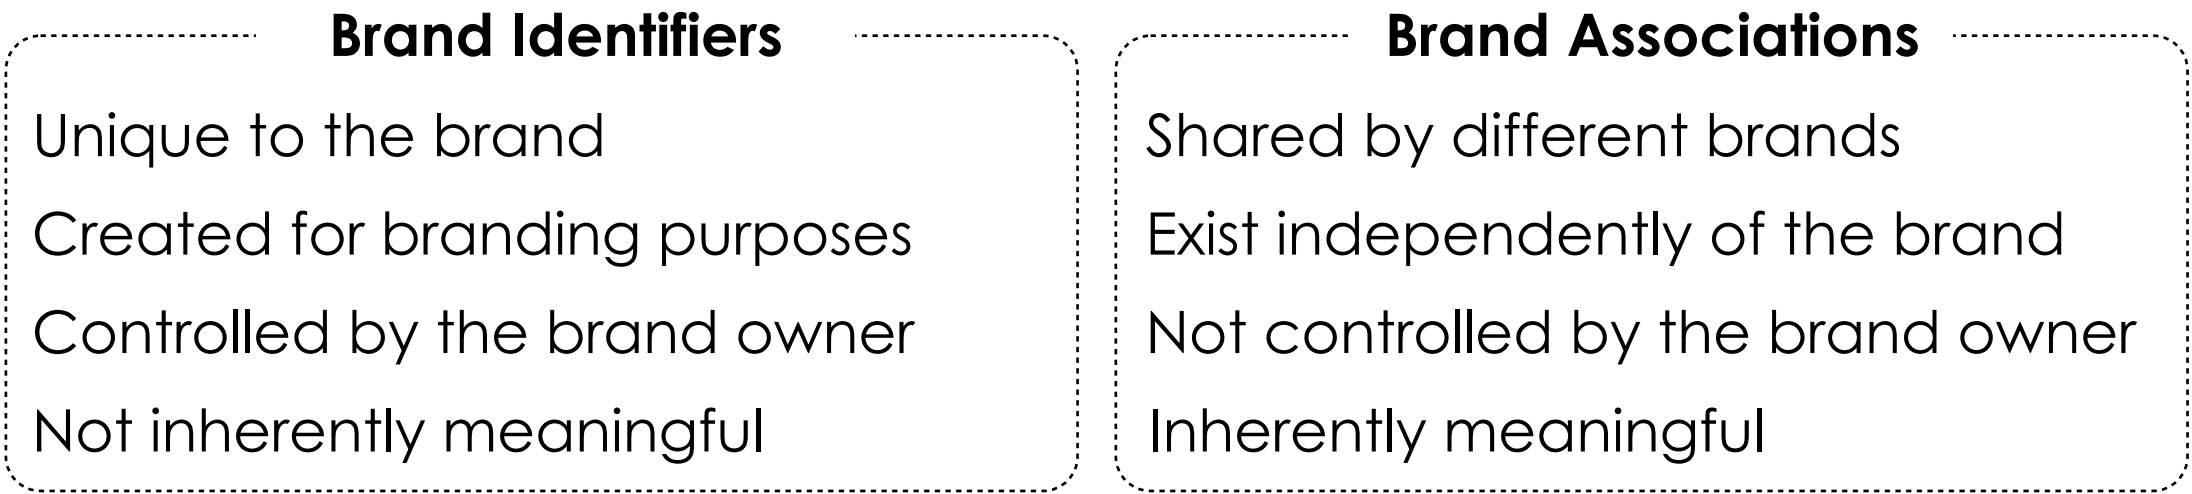 Brand Identifiers
Unique to the brand
Created for branding purposes
Controlled by the brand owner
Not inherently meaningful
Brand Associations
Shared by different brands
Exist independently of the brand
Not controlled by the brand owner
Inherently meaningful